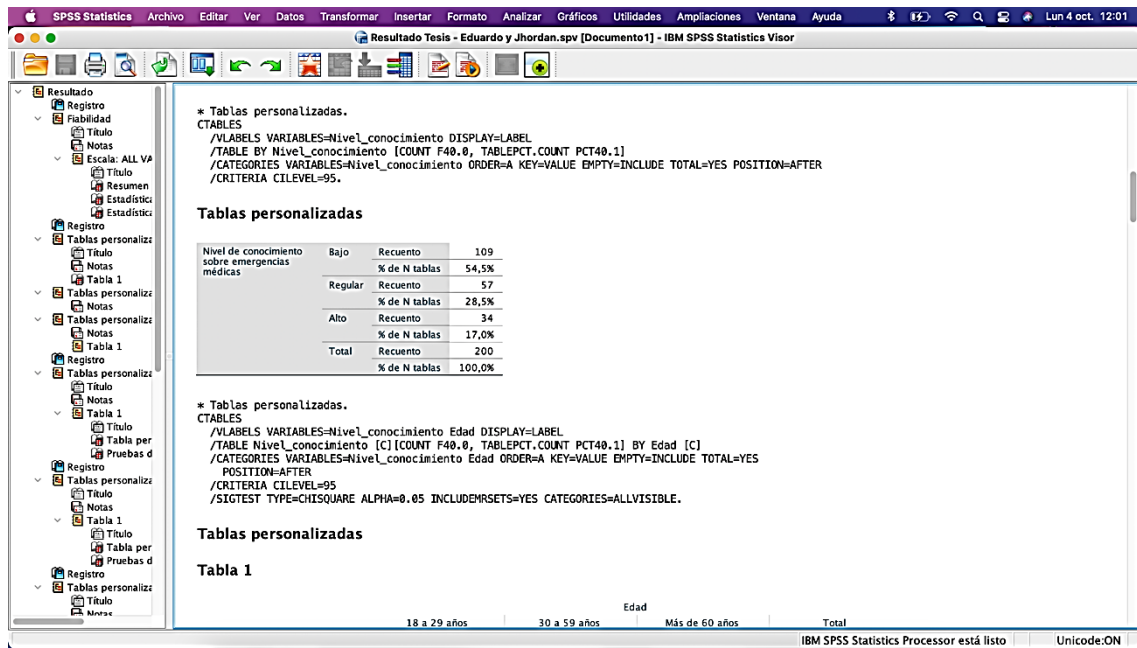 SPSS Statistics Archivo Editar Ver Datos Transformar Insertar Formato Analizar Gráficos Utilidades Ampliaciones Ventana Ayuda Lun 4 oct. 12:01
Resultado Tesis - Eduardo y Jhordan.spv [Documento1] - IBM SPSS Statistics Visor
Resultado
Registro
Fiabilidad
Título
Notas
Escala: ALL VA
Título
Resumen
Estadística
Estadística
Registro
Tablas personaliza
Título
Notas
Tabla 1
Tablas personaliza
Notas
Tablas personaliza
Notas
Tabla 1
Registro
Tablas personaliza
Título
Notas
Tabla 1
Título
Tabla per
Pruebas d
Registro
Tablas personaliza
Título
Notas
Tabla 1
Título
Tabla per
Pruebas d
Registro
Tablas personaliza
Título
Notas
* Tablas personalizadas.
CTABLES
/VLABELS VARIABLES=Nivel_conocimiento DISPLAY=LABEL
/TABLE BY Nivel_conocimiento [COUNT F40.0, TABLEPCT.COUNT PCT40.1]
/CATEGORIES VARIABLES=Nivel_conocimiento ORDER=A KEY=VALUE EMPTY=INCLUDE TOTAL=YES POSITION=AFTER
/CRITERIA CILEVEL=95.
Tablas personalizadas
Nivel de conocimiento Bajo Recuento 109
sobre emergencias % de N tablas 54,5%
médicas
Regular Recuento 57
% de N tablas 28,5%
Alto Recuento 34
% de N tablas 17,0%
Total Recuento 200
% de N tablas 100,0%
* Tablas personalizadas.
CTABLES
/VLABELS VARIABLES=Nivel_conocimiento Edad DISPLAY=LABEL
/TABLE Nivel_conocimiento [C][COUNT F40.0, TABLEPCT.COUNT PCT40.1] BY Edad [C]
/CATEGORIES VARIABLES=Nivel_conocimiento Edad ORDER=A KEY=VALUE EMPTY=INCLUDE TOTAL=YES
POSITION=AFTER
/CRITERIA CILEVEL=95
/SIGTEST TYPE=CHISQUARE ALPHA=0.05 INCLUDEMRSETS=YES CATEGORIES=ALLVISIBLE.
Tablas personalizadas
Tabla 1
Edad
18 a 29 años 30 a 59 años Más de 60 años Total
IBM SPSS Statistics Processor está listo Unicode:ON